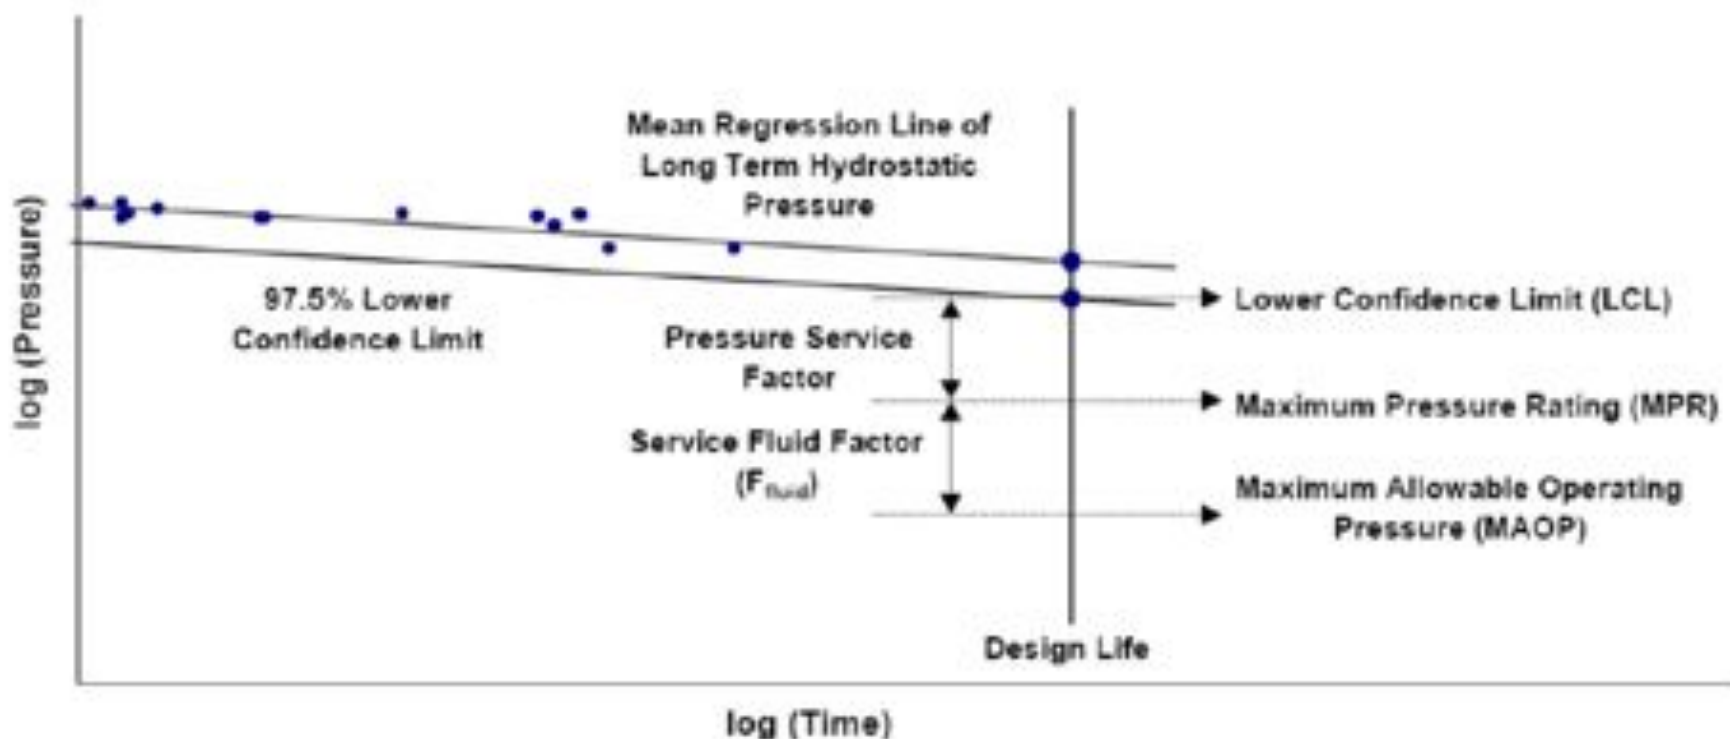 Mean Regression Line of
Long Term Hydrostatic
Pressure
log (Pressure)
97.5% Lower
Confidence Limit
Pressure Service
Factor
Service Fluid Factor
(Ffluid)
Lower Confidence Limit (LCL)
Maximum Pressure Rating (MPR)
Maximum Allowable Operating
Pressure (MAOP)
Design Life
log (Time)